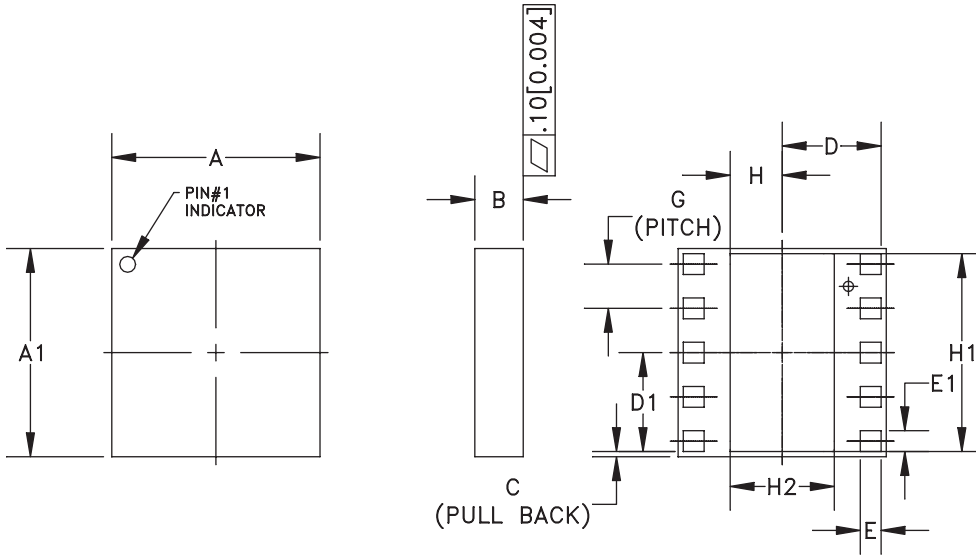 .10[0.004]
A
D
H
PIN#1
INDICATOR
B
G
(PITCH)
A1
H1
E1
D1
H2
C
(PULL BACK)
E